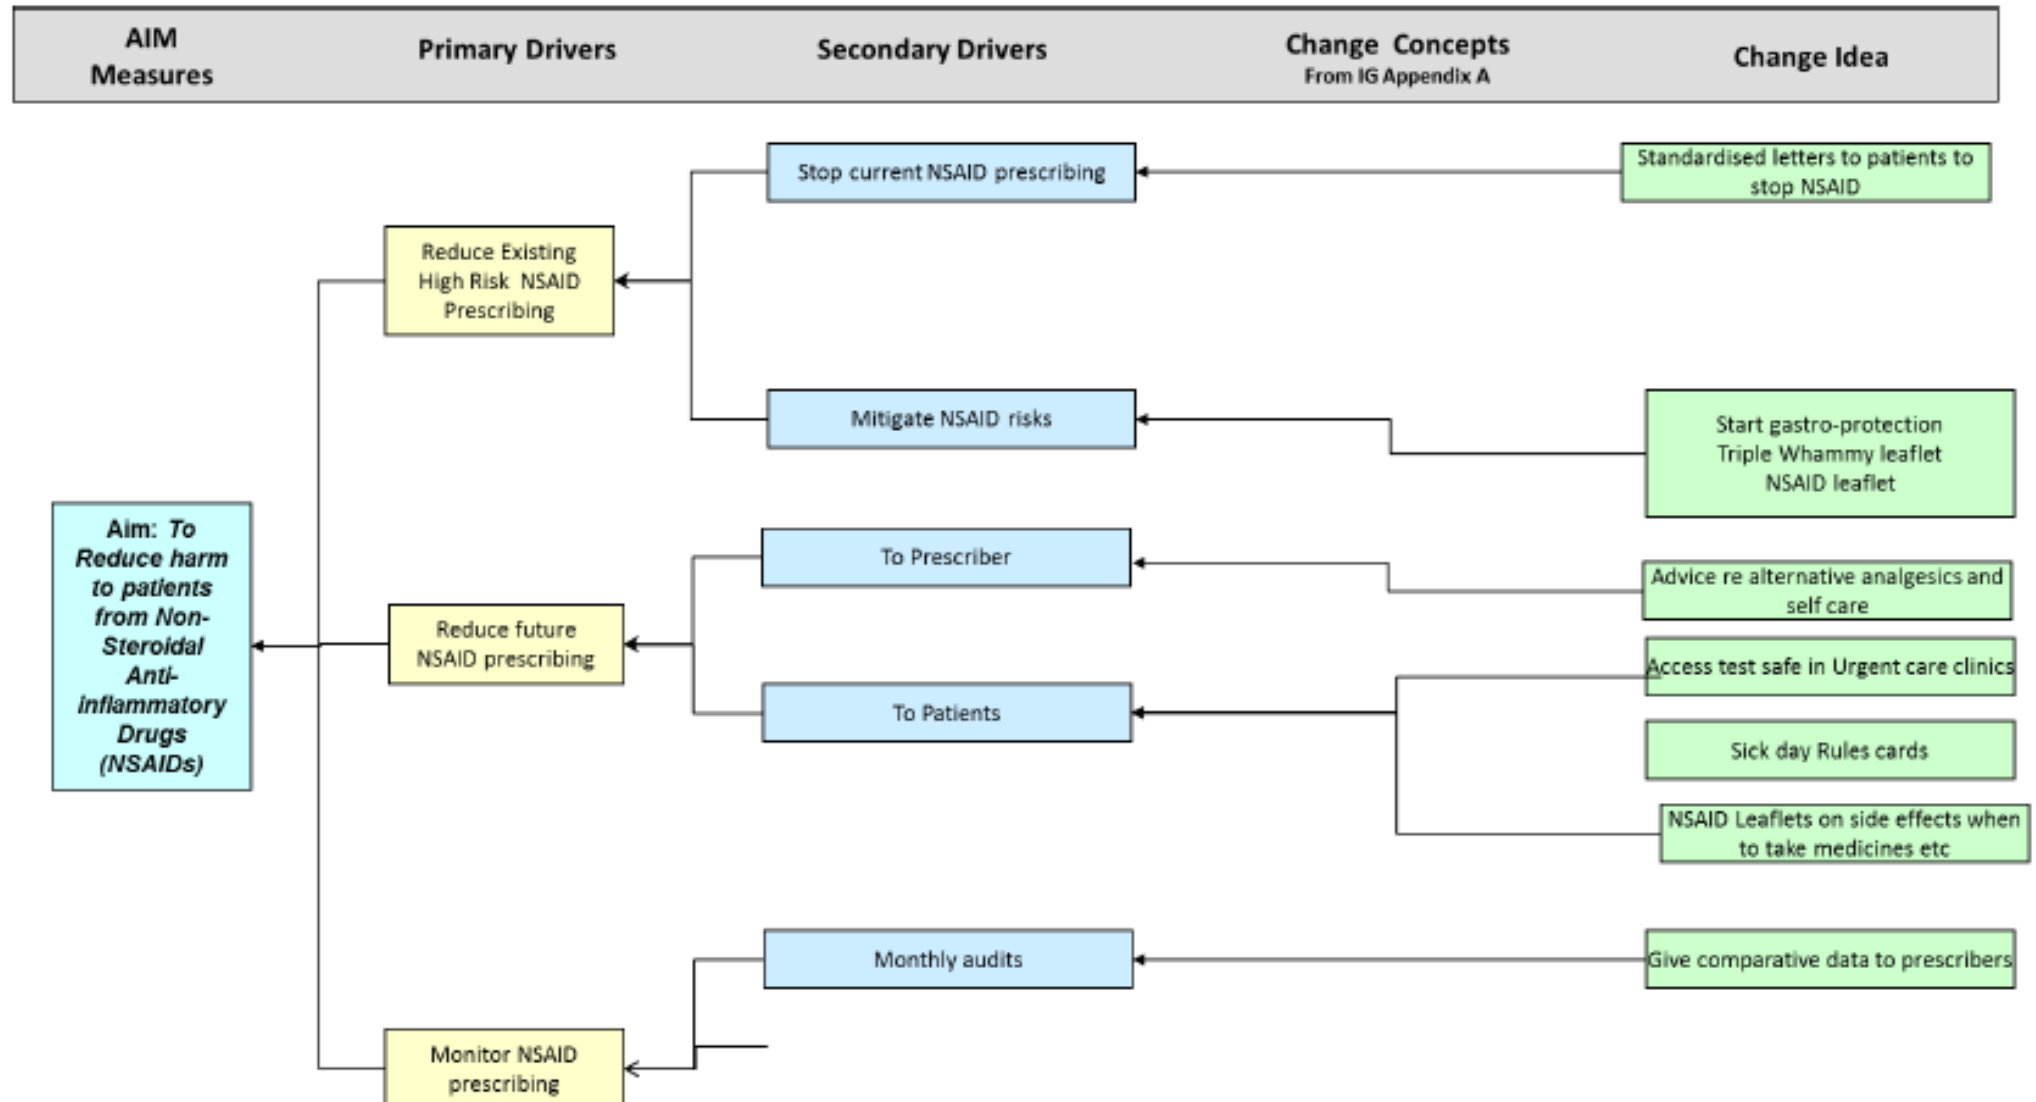 AIM
Measures
Primary Drivers
Secondary Drivers
Change Concepts
From IG Appendix A
Change Idea
Stop current NSAID prescribing
Standardised letters to patients to
stop NSAID
Reduce Existing
High Risk NSAID
Prescribing
Mitigate NSAID risks
Start gastro-protection
Triple Whammy leaflet
NSAID leaflet
Aim: To
Reduce harm
to patients
from Non-
Steroidal
Anti-
inflammatory
Drugs
(NSAIDs)
To Prescriber
Advice re alternative analgesics and
self care
Reduce future
NSAID prescribing
Access test safe in Urgent care clinics
To Patients
Sick day Rules cards
NSAID Leaflets on side effects when
to take medicines etc
Monthly audits
Give comparative data to prescribers
Monitor NSAID
prescribing